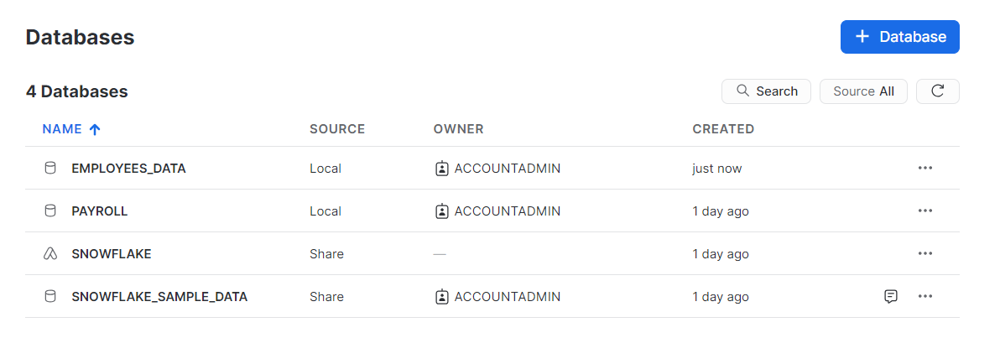 Databases
+ Database
4 Databases
Search
Source All
NAME SOURCE OWNER CREATED
EMPLOYEES_DATA Local ACCOUNTADMIN just now
PAYROLL Local ACCOUNTADMIN 1 day ago
SNOWFLAKE Share — 1 day ago
SNOWFLAKE_SAMPLE_DATA Share ACCOUNTADMIN 1 day ago